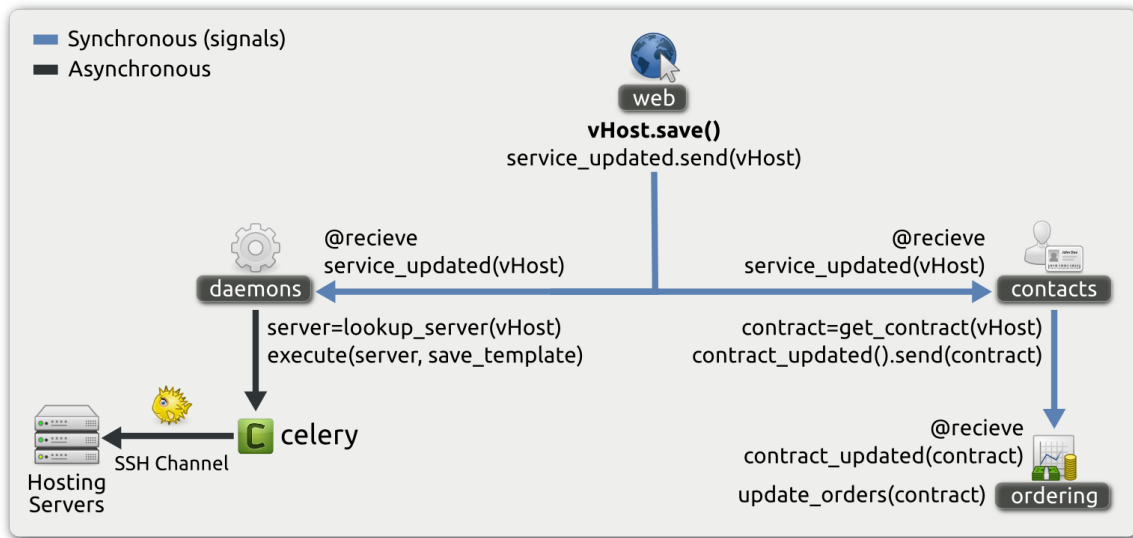 Synchronous (signals)
Asynchronous
web
vHost.save()
service_updated.send(vHost)
@recieve
service_updated(vHost)
daemons
@recieve
service_updated(vHost)
contacts
server=lookup_server(vHost)
execute(server, save_template)
contract=get_contract(vHost)
contract_updated().send(contract)
C celery
SSH Channel
Hosting
Servers
@recieve
contract_updated(contract)
update_orders(contract)
ordering